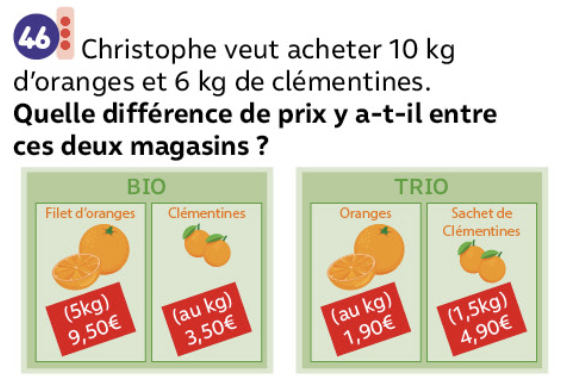 46
Christophe veut acheter 10 kg
d’oranges et 6 kg de clémentines.
Quelle différence de prix y a-t-il entre
ces deux magasins ?
BIO
Filet d’oranges
(5kg)
9,50€
Clémentines
(au kg)
3,50€
TRIO
Oranges
(au kg)
1,90€
Sachet de
Clémentines
(1,5kg)
4,90€